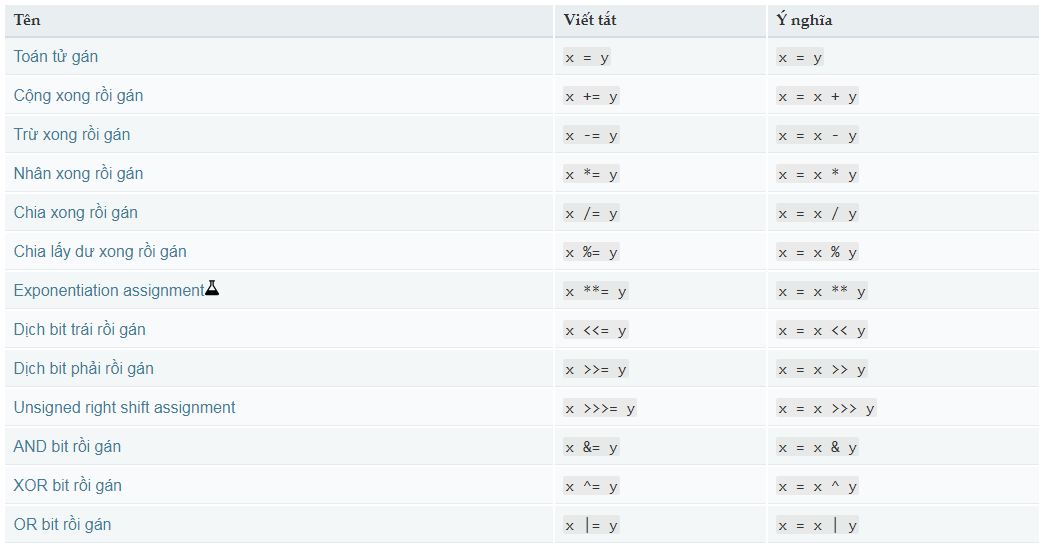 Tên Viết tắt Ý nghĩa
Toán tử gán x = y x = y
Cộng xong rồi gán x += y x = x + y
Trừ xong rồi gán x -= y x = x - y
Nhân xong rồi gán x *= y x = x * y
Chia xong rồi gán x /= y x = x / y
Chia lấy dư xong rồi gán x %= y x = x % y
Exponentiation assignment x **= y x = x ** y
Dịch bit trái rồi gán x <<= y x = x << y
Dịch bit phải rồi gán x >>= y x = x >> y
Unsigned right shift assignment x >>>= y x = x >>> y
AND bit rồi gán x &= y x = x & y
XOR bit rồi gán x ^= y x = x ^ y
OR bit rồi gán x |= y x = x | y